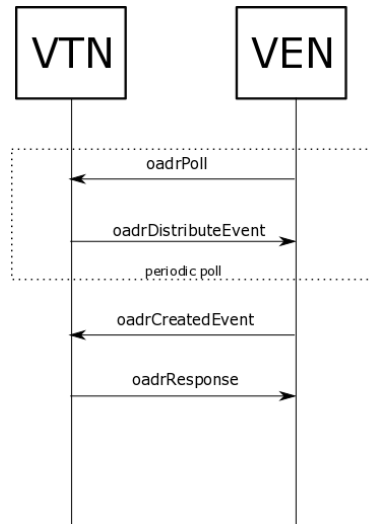 VTN VEN
oadrPoll
oadrDistributeEvent
periodic poll
oadrCreatedEvent
oadrResponse